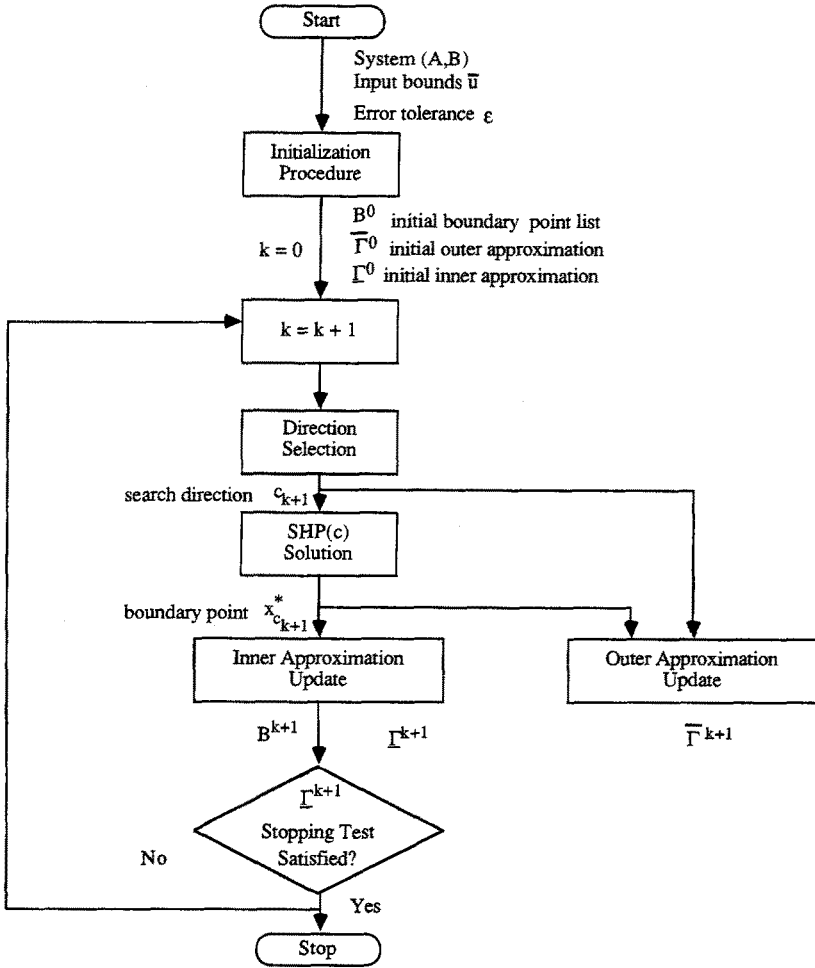 Start
System (A,B)
Input bounds u̅
Error tolerance ε
Initialization
Procedure
B⁰ initial boundary point list
k = 0
Γ̅⁰ initial outer approximation
Γ̲⁰ initial inner approximation
k = k + 1
Direction
Selection
search direction c_{k+1}
SHP(c)
Solution
boundary point x*_{c_{k+1}}
Inner Approximation
Update
Outer Approximation
Update
B^{k+1} Γ̲^{k+1}
Γ̅^{k+1}
Γ̲^{k+1}
Stopping Test
Satisfied?
No
Yes
Stop